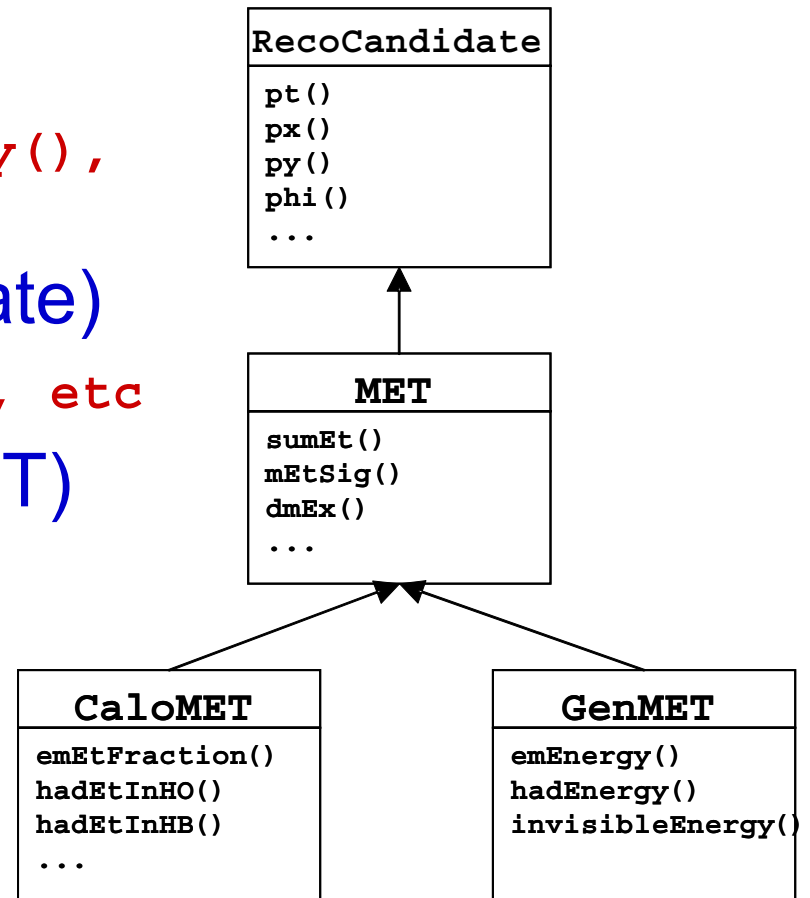 y(),
ate)
, etc
T)
RecoCandidate
pt()
px()
py()
phi()
...
MET
sumEt()
mEtSig()
dmEx()
...
CaloMET
emEtFraction()
hadEtInHO()
hadEtInHB()
...
GenMET
emEnergy()
hadEnergy()
invisibleEnergy()